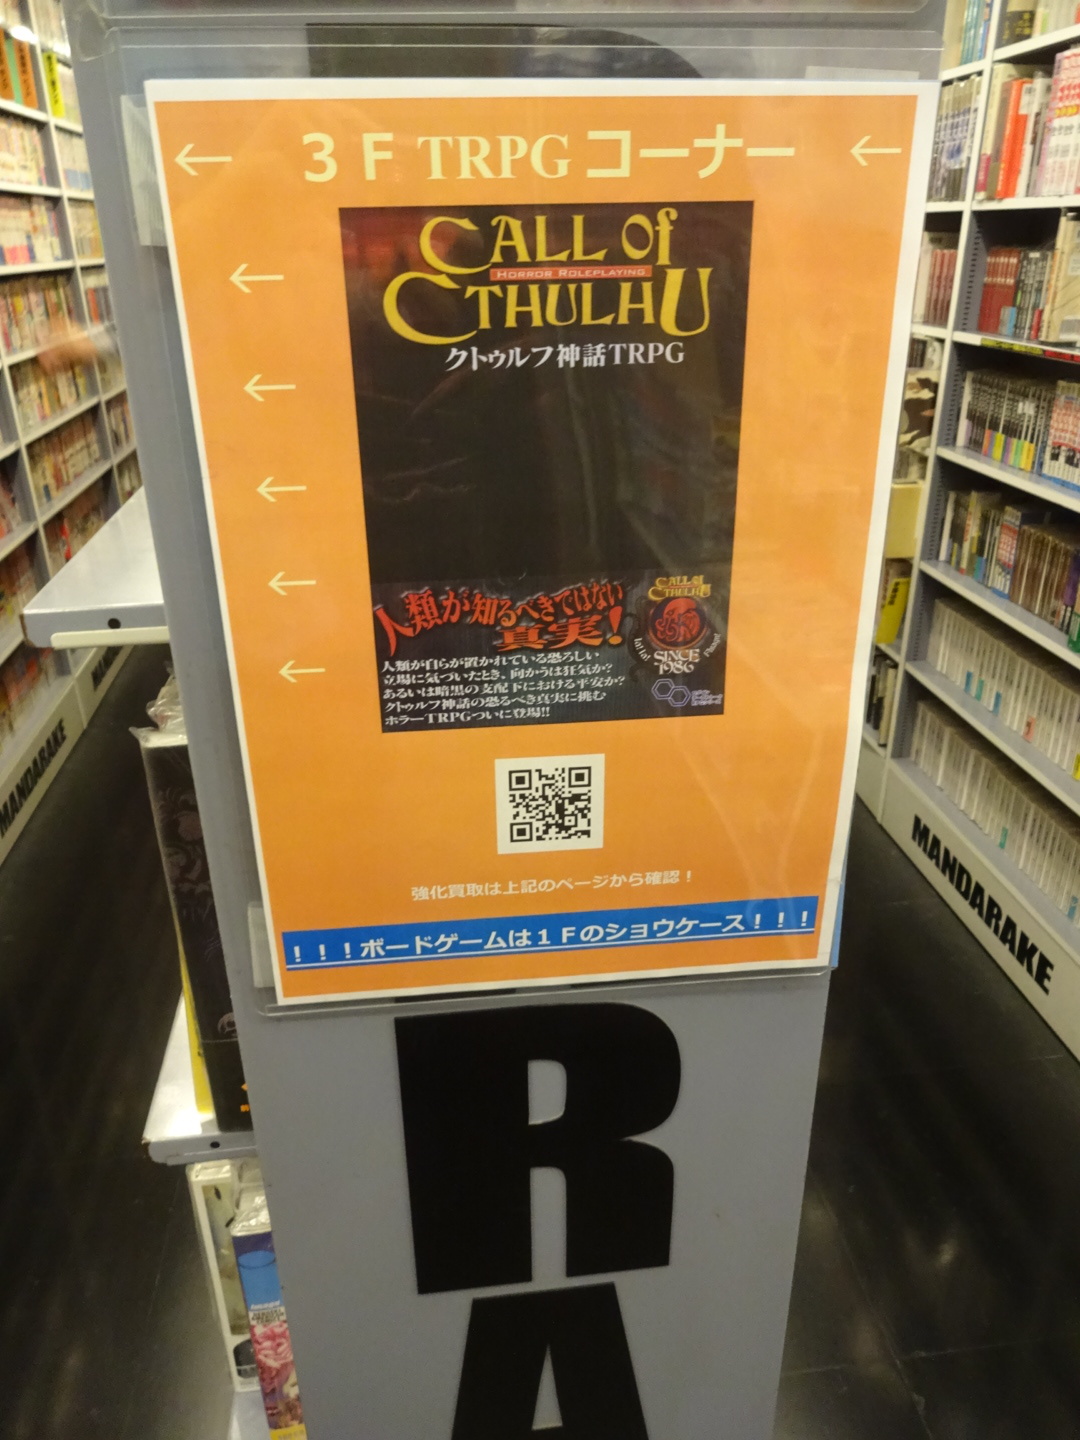 ← 3F TRPGコーナー ←
CALL of
HORROR ROLEPLAYING
CTHULHU
クトゥルフ神話TRPG
←
←
←
←
←
人類が知るべきではない
真実!
人類が自らが置かれている恐ろしい
立場に気づいたとき、向かうは狂気か?
あるいは暗黒の支配下における平安か?
クトゥルフ神話の恐るべき真実に挑む
ホラーTRPGついに登場!!
CALL of
CTHULHU
SINCE
1986
強化買取は上記のページから確認!
!!!ボードゲームは1Fのショウケース!!!
MANDARAKE
MANDARAKE
R
A